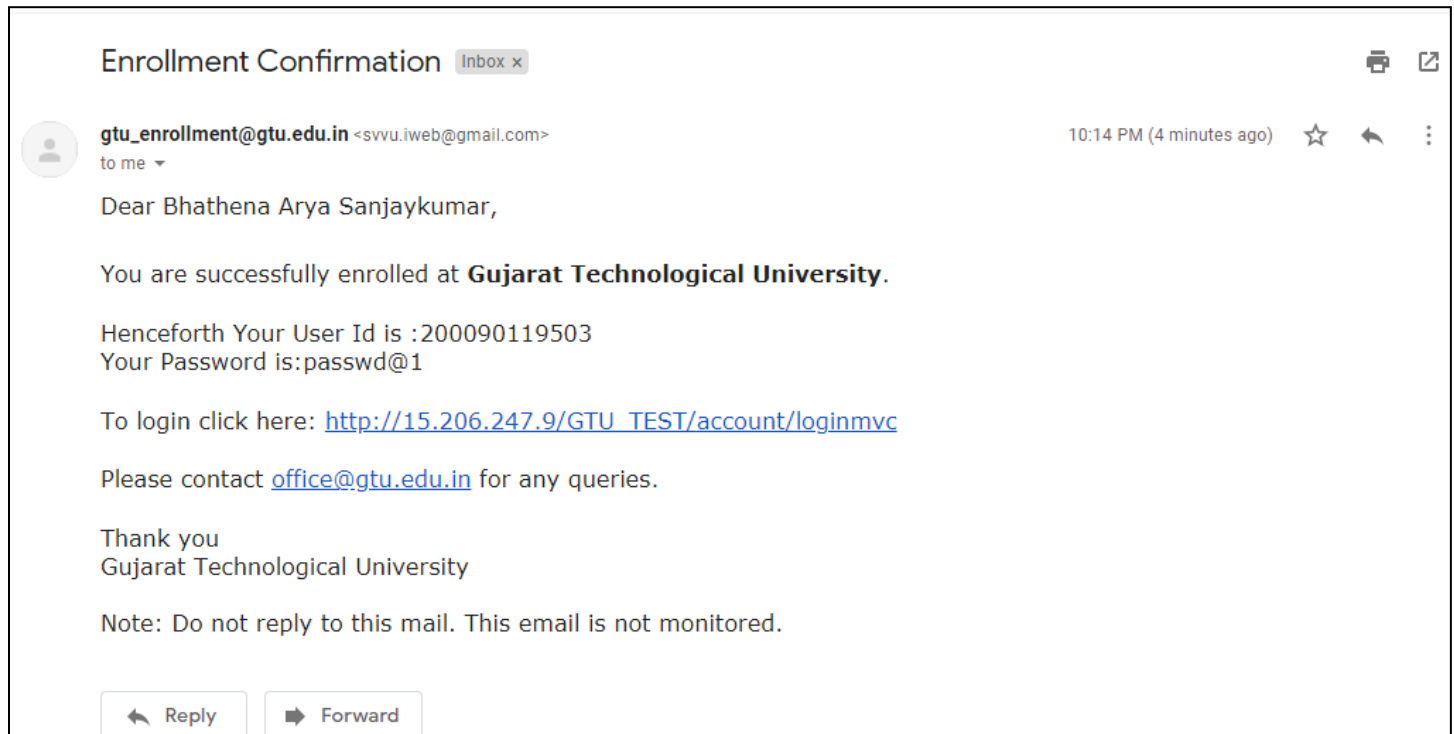 Enrollment Confirmation Inbox x
gtu_enrollment@gtu.edu.in <svvu.iweb@gmail.com> 10:14 PM (4 minutes ago)
to me
Dear Bhathena Arya Sanjaykumar,
You are successfully enrolled at Gujarat Technological University.
Henceforth Your User Id is :200090119503
Your Password is:passwd@1
To login click here: http://15.206.247.9/GTU_TEST/account/loginmvc
Please contact office@gtu.edu.in for any queries.
Thank you
Gujarat Technological University
Note: Do not reply to this mail. This email is not monitored.
Reply Forward